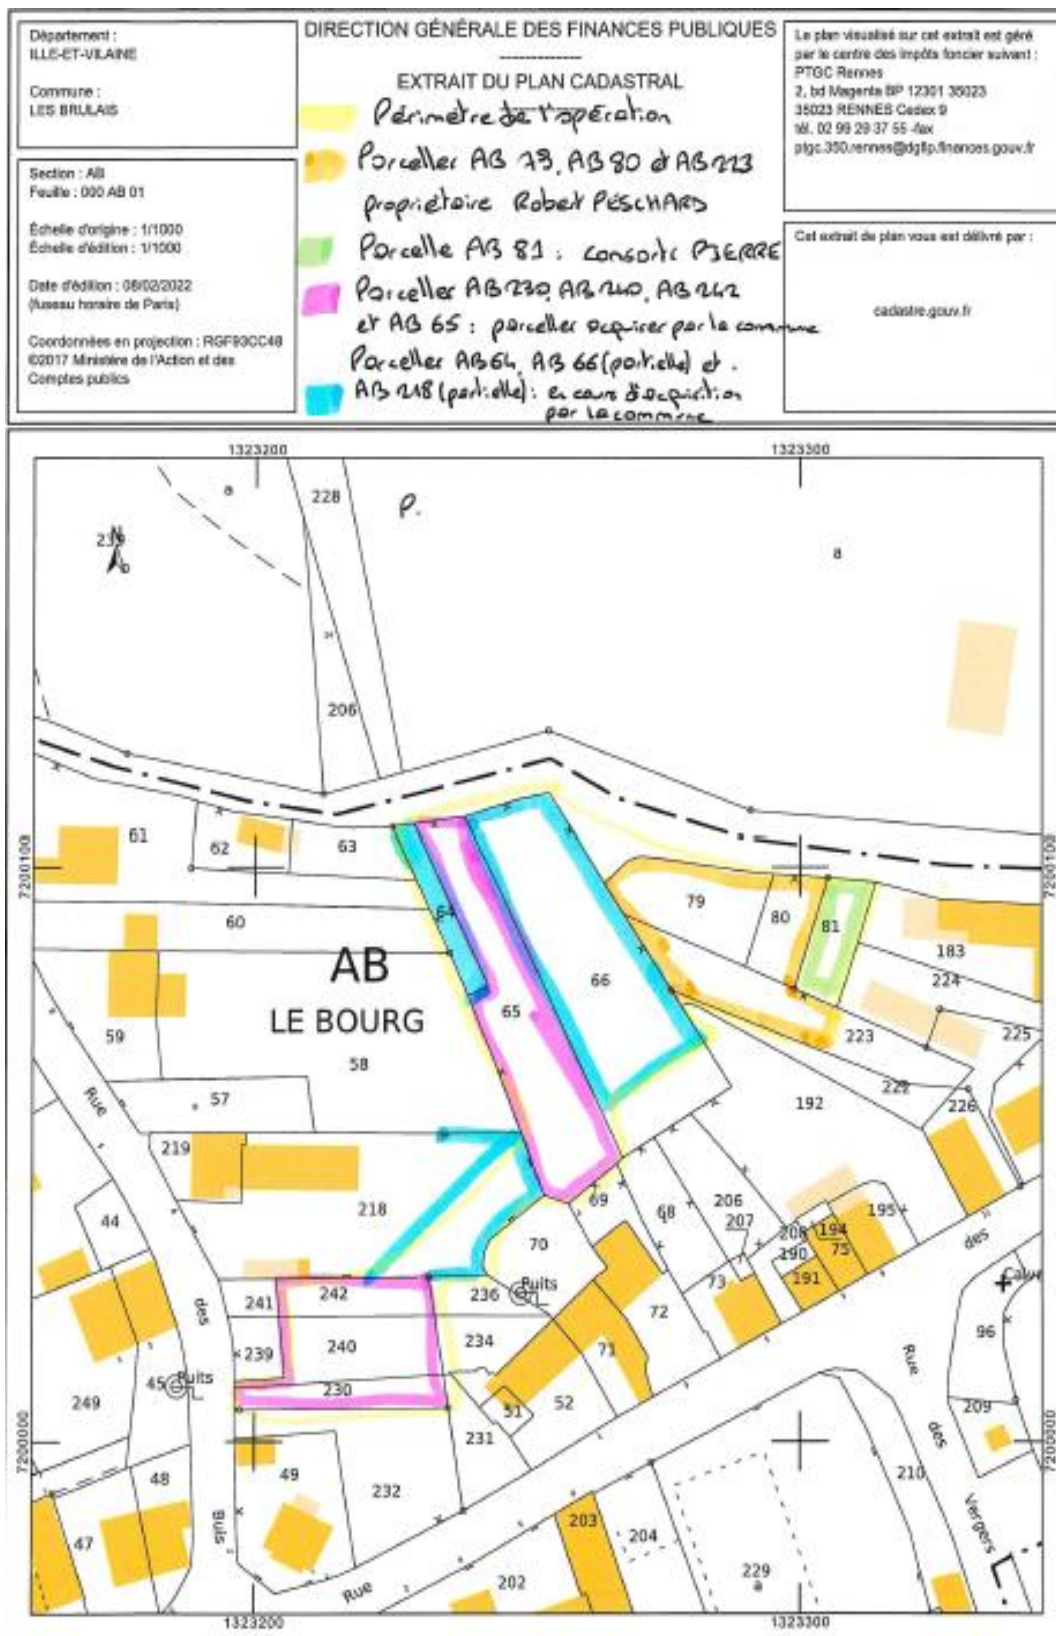 Département :
ILLE-ET-VILAINE
Commune :
LES BRULAIS
Section : AB
Feuille : 000 AB 01
Échelle d'origine : 1/1000
Échelle d'édition : 1/1000
Date d'édition : 08/02/2022
(fuseau horaire de Paris)
Coordonnées en projection : RGF93CC48
©2017 Ministère de l'Action et des
Comptes publics
DIRECTION GÉNÉRALE DES FINANCES PUBLIQUES
EXTRAIT DU PLAN CADASTRAL
Périmètre de l'opération
Parcelles AB 79, AB 80 et AB 223
propriétaire Robert PESCHARD
Parcelle AB 81 : consorts PIERRE
Parcelles AB 230, AB 240, AB 242
et AB 65 : parcelles acquises par la commune
Parcelles AB 64, AB 66 (partielle) et
AB 218 (partielle) : en cours d'acquisition
par la commune
Le plan visualisé sur cet extrait est géré
par le centre des impôts foncier suivant :
PTGC Rennes
2, bd Magenta BP 12301 35023
35023 RENNES Cedex 9
tél. 02 99 29 37 55 -fax
ptgc.350.rennes@dgfip.finances.gouv.fr
Cet extrait de plan vous est délivré par :
cadastre.gouv.fr
1323200
1323300
a
228
P.
a
N
206
7200100
61
62
63
60
64
79
80
81
183
224
7200100
AB
LE BOURG
65
66
223
225
59
58
57
222
226
192
Rue
219
218
44
69
68
206
207
208
194
195
190
75
191
des
70
Puits
236
73
72
241
242
des
239
240
234
71
230
45
Puits
249
51
52
231
Rue
96
209
des
7200000
7200000
48
49
232
47
Buis
210
Vergers
203
204
229
a
202
Rue
1323200
1323300